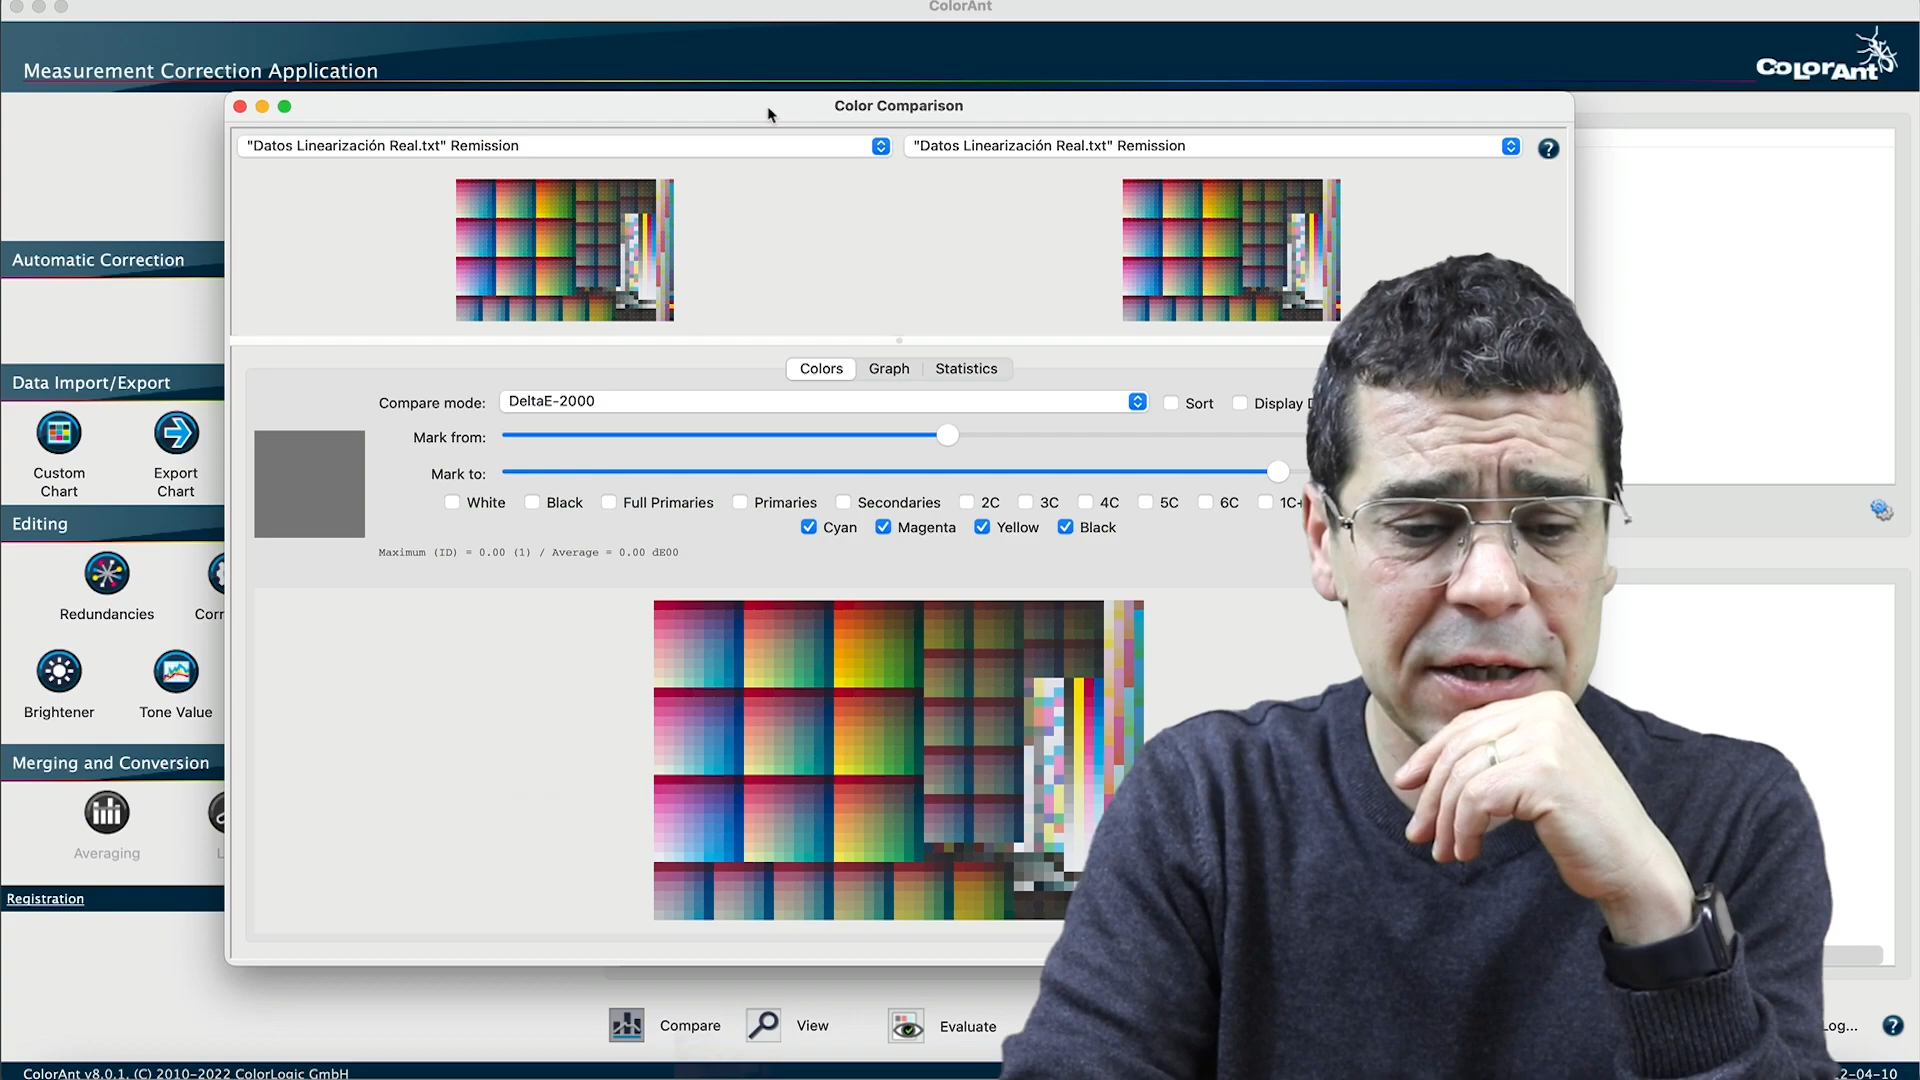 ColorAnt
Measurement Correction Application
ColorAnt
Color Comparison
"Datos Linearización Real.txt" Remission
"Datos Linearización Real.txt" Remission
?
Automatic Correction
Data Import/Export
Custom
Chart
Export
Chart
Editing
Redundancies
Corr
Brightener
Tone Value
Merging and Conversion
Averaging
L
Registration
Colors
Graph
Statistics
Compare mode:
DeltaE-2000
Sort
Display D
Mark from:
Mark to:
White
Black
Full Primaries
Primaries
Secondaries
2C
3C
4C
5C
6C
1C+
Cyan
Magenta
Yellow
Black
Maximum (ID) = 0.00 (1) / Average = 0.00 dE00
Compare
View
Evaluate
Log...
?
ColorAnt v8.0.1, (C) 2010-2022 ColorLogic GmbH
2-04-10